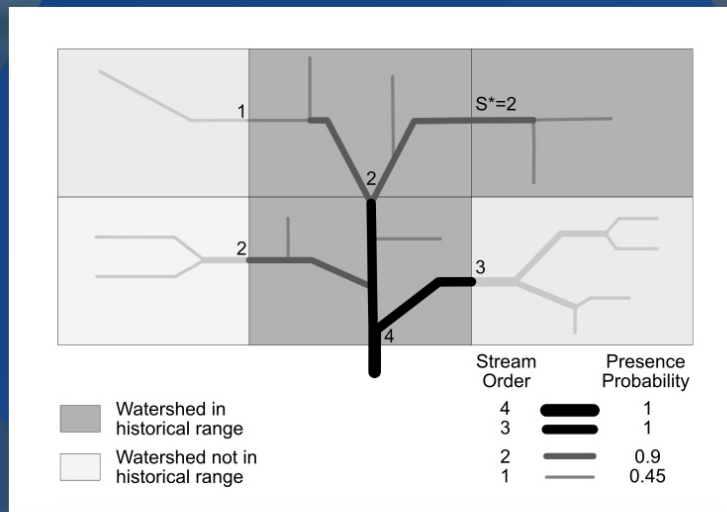 S*=2
1
2
2
3
4
Stream Order
Presence Probability
4 1
3 1
2 0.9
1 0.45
Watershed in
historical range
Watershed not in
historical range